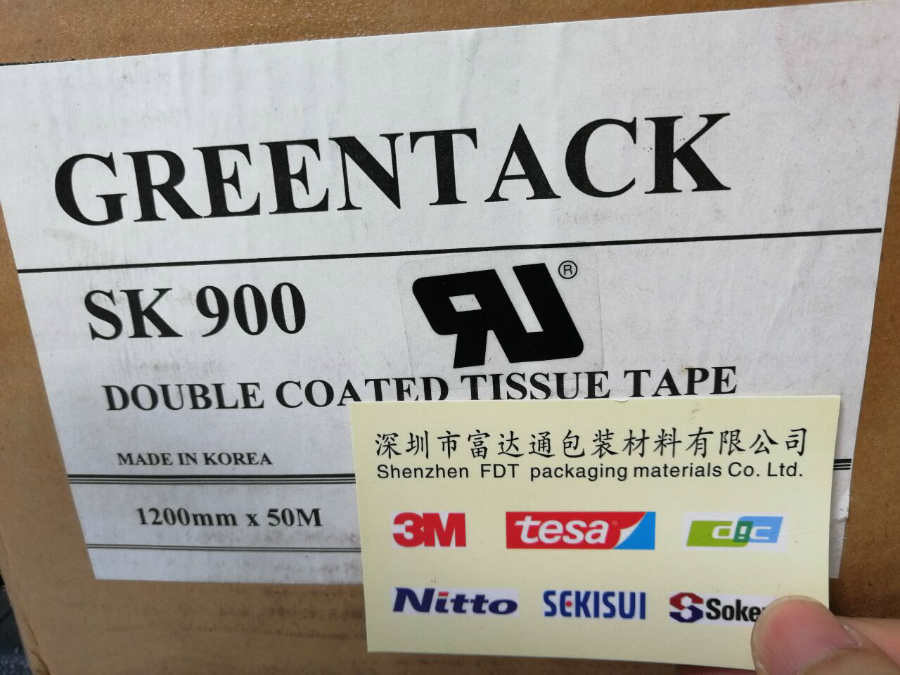 GREENTACK
SK 900
®
DOUBLE COATED TISSUE TAPE
MADE IN KOREA
1200mm x 50M
深圳市富达通包装材料有限公司
Shenzhen FDT packaging materials Co. Ltd.
3M tesa dic
Nitto SEKISUI